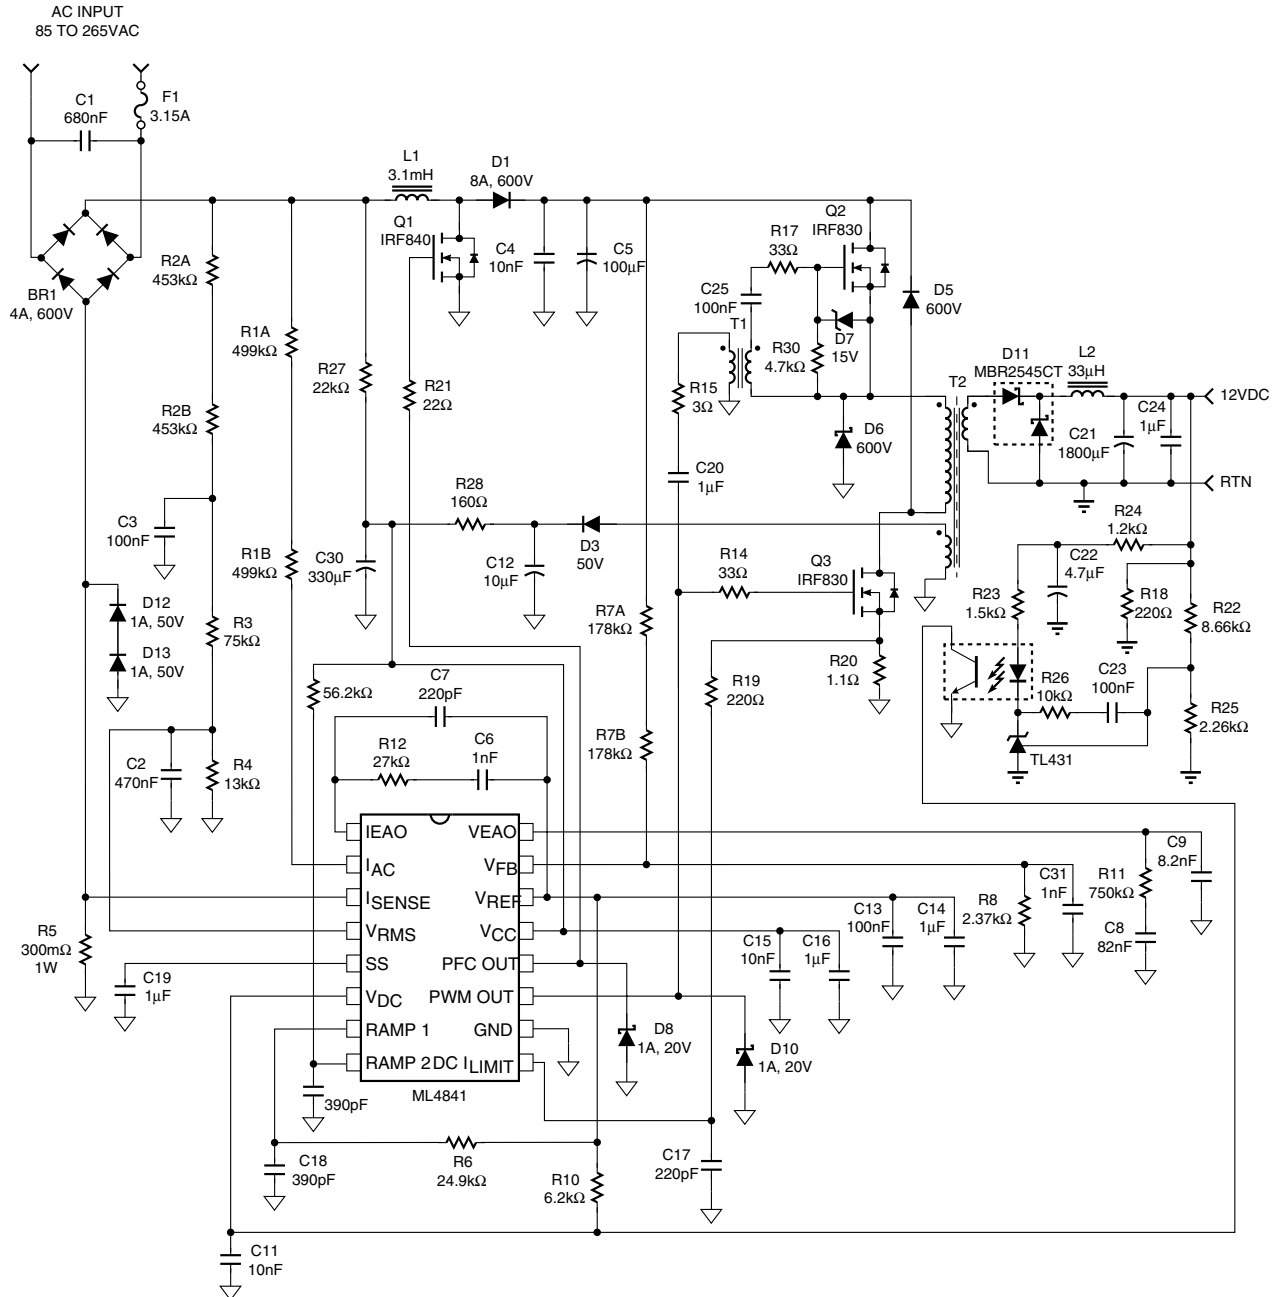 AC INPUT
85 TO 265VAC
C1
680nF
F1
3.15A
BR1
4A, 600V
R2A
453kΩ
R1A
499kΩ
R27
22kΩ
L1
3.1mH
Q1
IRF840
D1
8A, 600V
C4
10nF
C5
100µF
R21
22Ω
R17
33Ω
Q2
IRF830
C25
100nF
T1
D7
15V
R30
4.7kΩ
D5
600V
R15
3Ω
D6
600V
T2
D11
MBR2545CT
L2
33µH
12VDC
C21
1800µF
C24
1µF
RTN
R2B
453kΩ
C3
100nF
R1B
499kΩ
R28
160Ω
C30
330µF
C12
10µF
D3
50V
C20
1µF
R14
33Ω
Q3
IRF830
R24
1.2kΩ
C22
4.7µF
R23
1.5kΩ
R18
220Ω
R22
8.66kΩ
D12
1A, 50V
D13
1A, 50V
R3
75kΩ
R7A
178kΩ
R19
220Ω
R20
1.1Ω
R26
10kΩ
C23
100nF
R25
2.26kΩ
TL431
56.2kΩ
C7
220pF
R12
27kΩ
C6
1nF
R7B
178kΩ
C2
470nF
R4
13kΩ
IEAO
VEAO
IAC
VFB
ISENSE
VREF
VRMS
VCC
SS
PFC OUT
VDC
PWM OUT
RAMP 1
GND
RAMP 2
DC ILIMIT
ML4841
R5
300mΩ
1W
C19
1µF
C15
10nF
C16
1µF
C13
100nF
C14
1µF
R8
2.37kΩ
C31
1nF
R11
750kΩ
C9
8.2nF
C8
82nF
D8
1A, 20V
D10
1A, 20V
390pF
C18
390pF
R6
24.9kΩ
R10
6.2kΩ
C17
220pF
C11
10nF